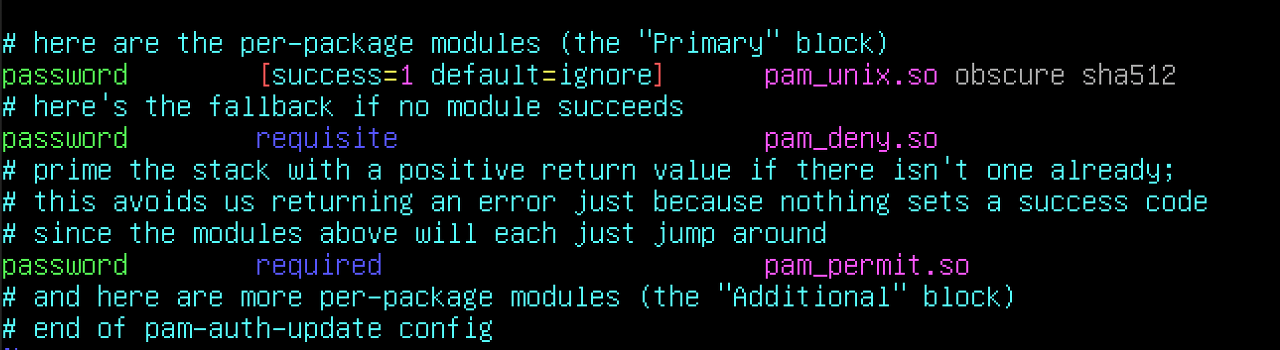 # here are the per-package modules (the "Primary" block)
password [success=1 default=ignore] pam_unix.so obscure sha512
# here's the fallback if no module succeeds
password requisite pam_deny.so
# prime the stack with a positive return value if there isn't one already;
# this avoids us returning an error just because nothing sets a success code
# since the modules above will each just jump around
password required pam_permit.so
# and here are more per-package modules (the "Additional" block)
# end of pam-auth-update config